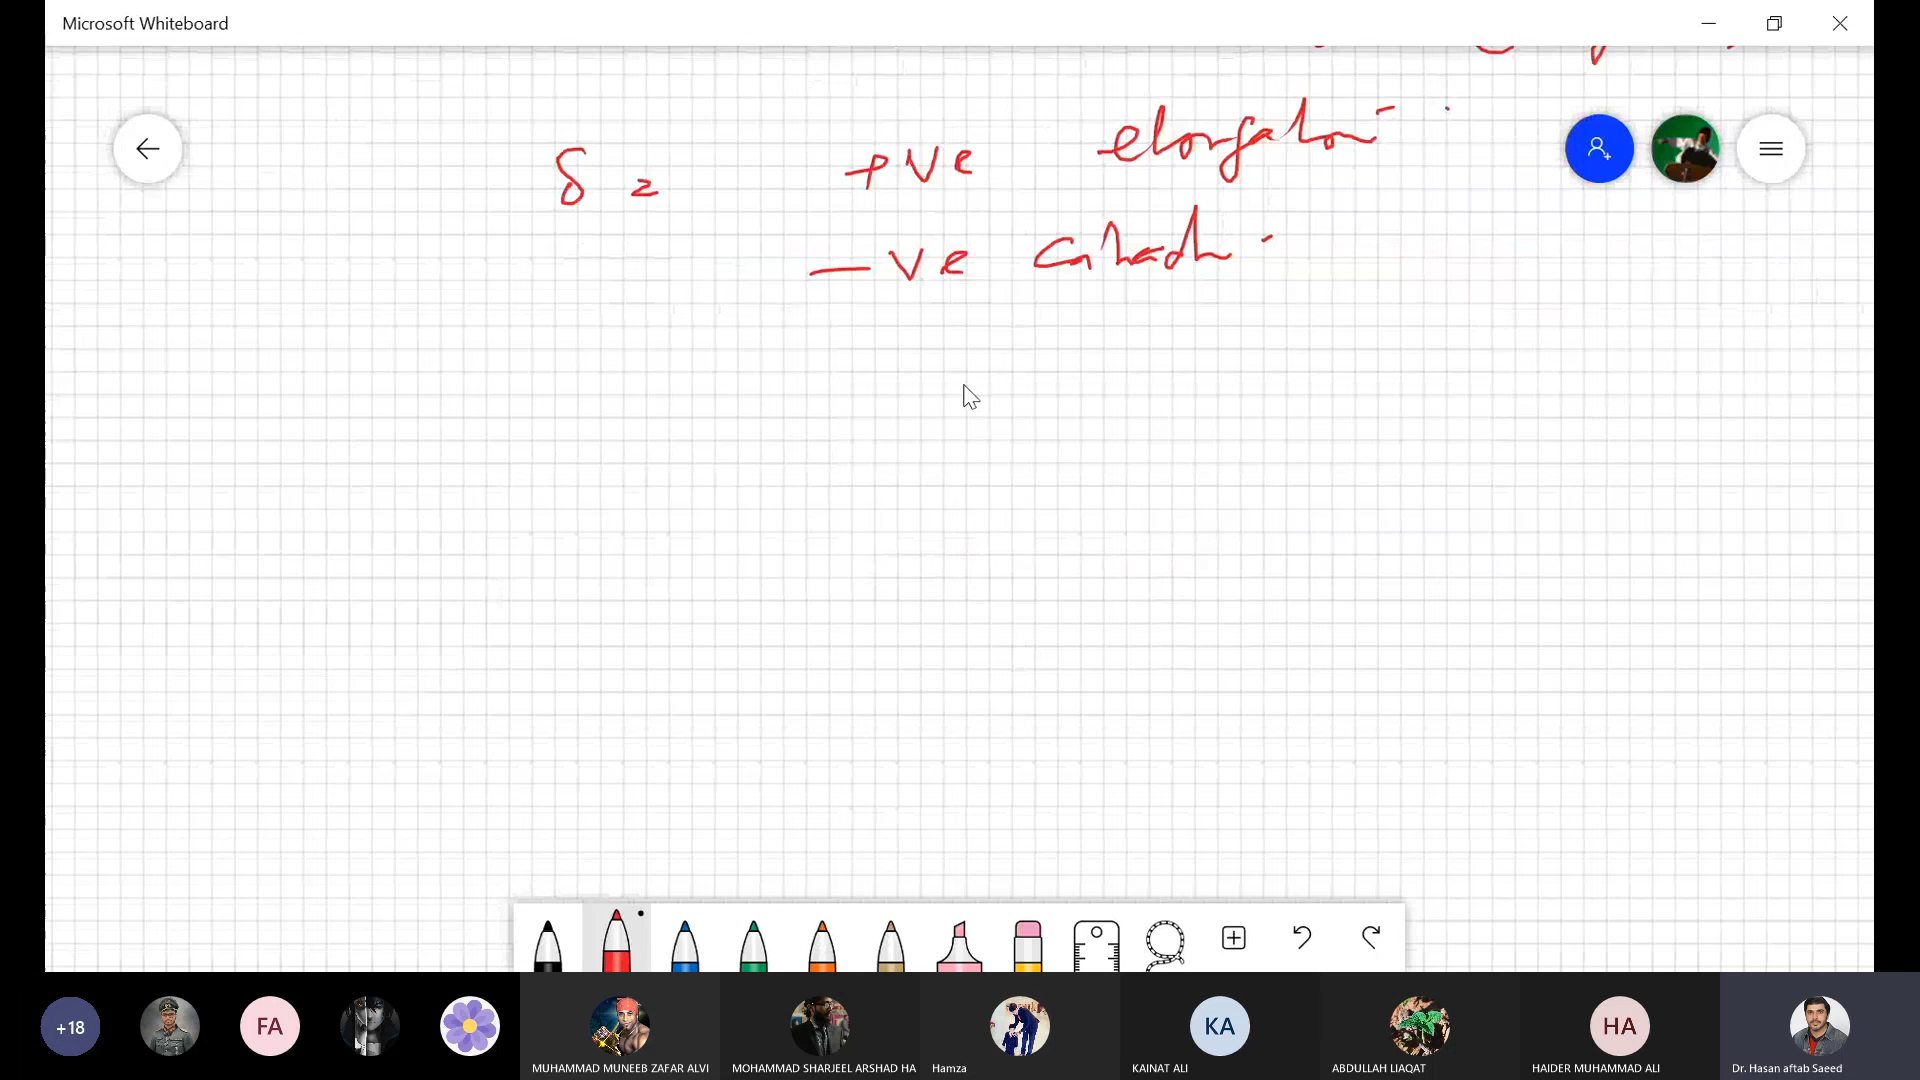 Microsoft Whiteboard
δ = +ve elongation
-ve
+18
FA
KA
HA
MUHAMMAD MUNEEB ZAFAR ALVI
MOHAMMAD SHARJEEL ARSHAD HA
Hamza
KAINAT ALI
ABDULLAH LIAQAT
HAIDER MUHAMMAD ALI
Dr. Hasan aftab Saeed